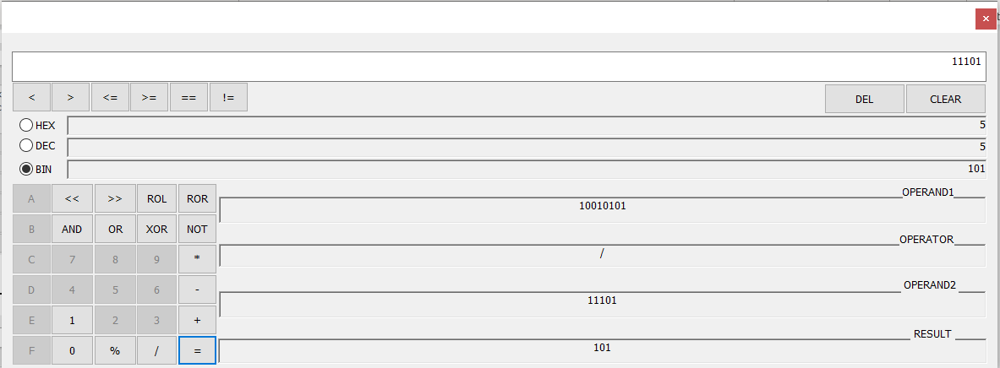 ×
11101
< > <= >= == != DEL CLEAR
HEX 5
DEC 5
BIN 101
A << >> ROL ROR
OPERAND1
10010101
B AND OR XOR NOT
OPERATOR
C 7 8 9 * /
D 4 5 6 -
OPERAND2
11101
E 1 2 3 +
RESULT
F 0 % / = 101